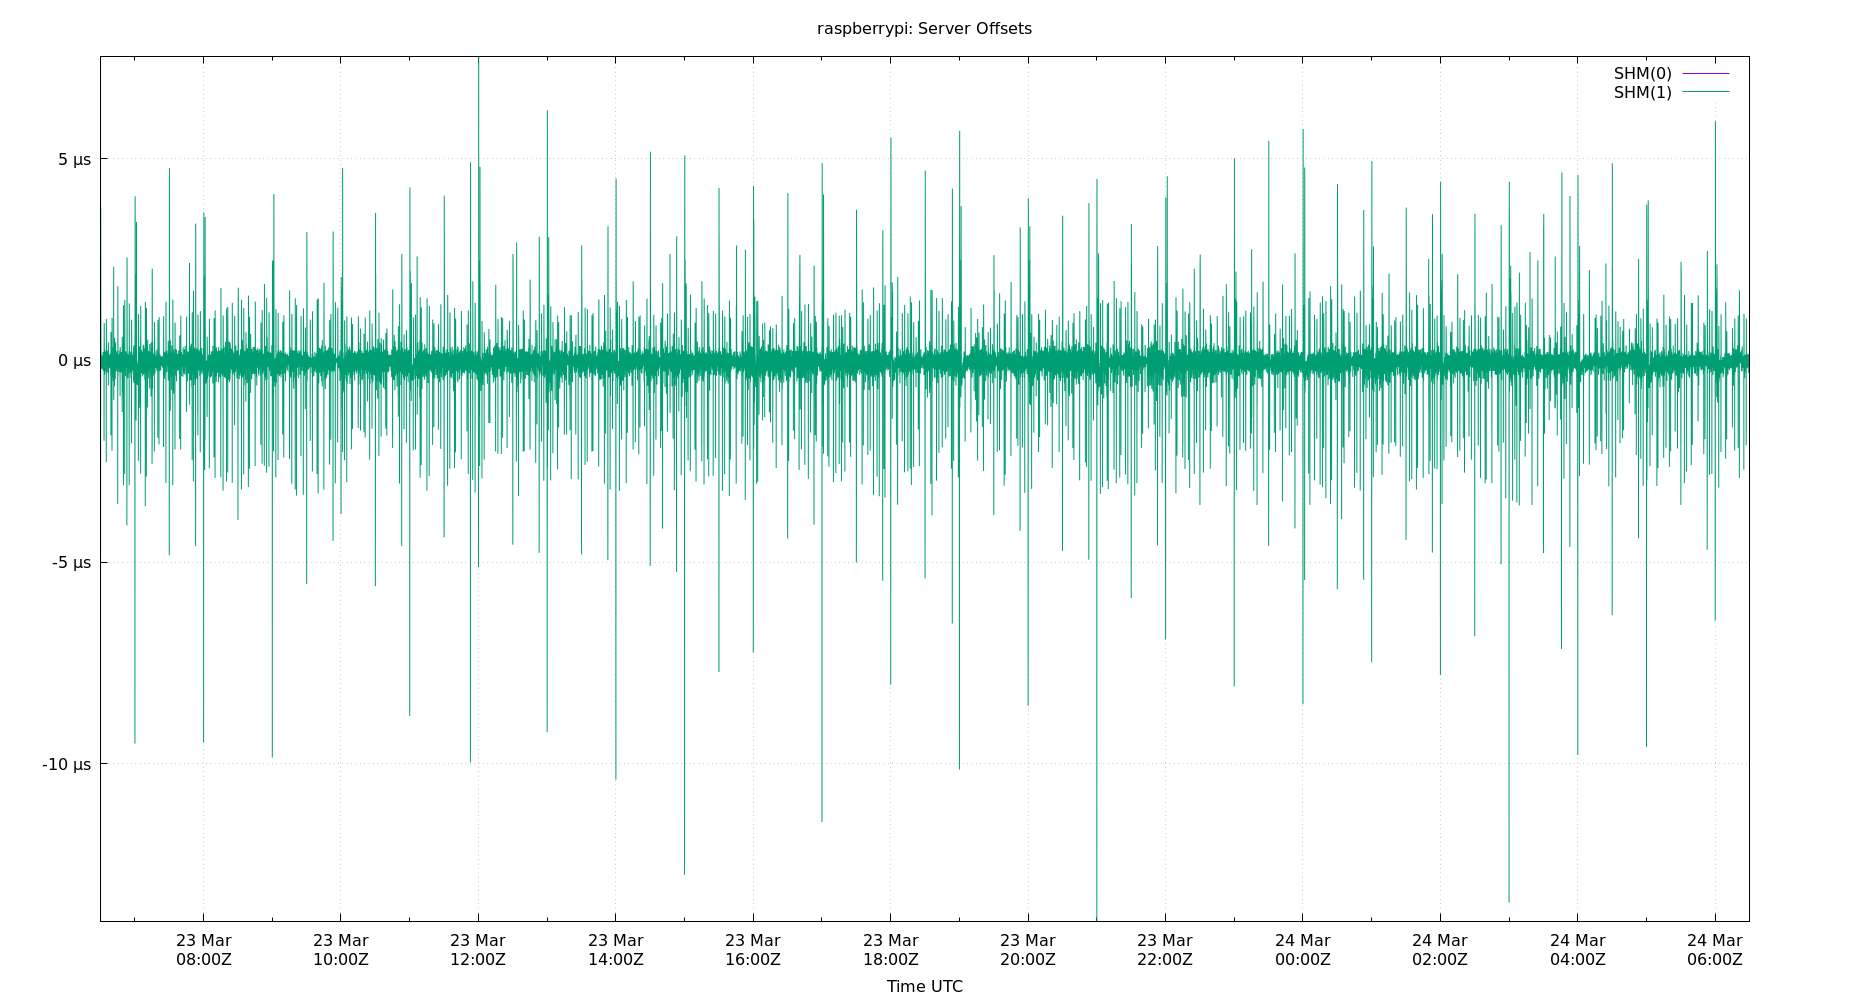 raspberrypi: Server Offsets
SHM(0)
SHM(1)
5 µs
0 µs
-5 µs
-10 µs
23 Mar 23 Mar 23 Mar 23 Mar 23 Mar 23 Mar 23 Mar 23 Mar 24 Mar 24 Mar 24 Mar 24 Mar
08:00Z 10:00Z 12:00Z 14:00Z 16:00Z 18:00Z 20:00Z 22:00Z 00:00Z 02:00Z 04:00Z 06:00Z
Time UTC